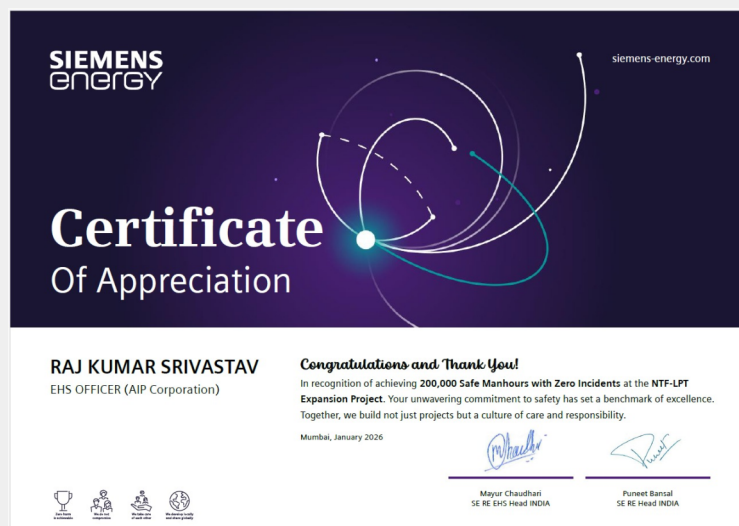 SIEMENS
energy
siemens-energy.com
Certificate
Of Appreciation
RAJ KUMAR SRIVASTAV
EHS OFFICER (AIP Corporation)
Congratulations and Thank You!
In recognition of achieving 200,000 Safe Manhours with Zero Incidents at the NTF-LPT
Expansion Project. Your unwavering commitment to safety has set a benchmark of excellence.
Together, we build not just projects but a culture of care and responsibility.
Mumbai, January 2026
Mayur Chaudhari
SE RE EHS Head INDIA
Puneet Bansal
SE RE Head INDIA